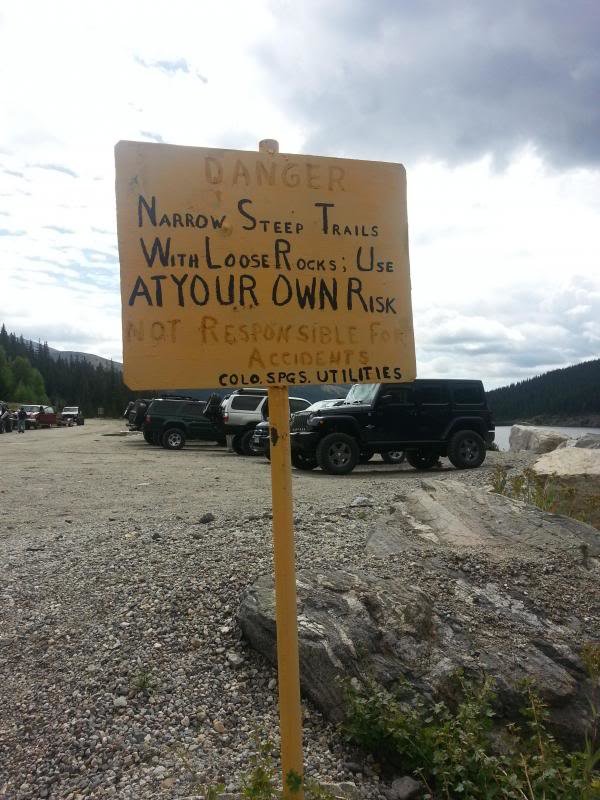 DANGER
NARROW STEEP TRAILS
WITH LOOSE ROCKS; USE
AT YOUR OWN RISK
NOT RESPONSIBLE FOR
ACCIDENTS
COLO. SPGS. UTILITIES